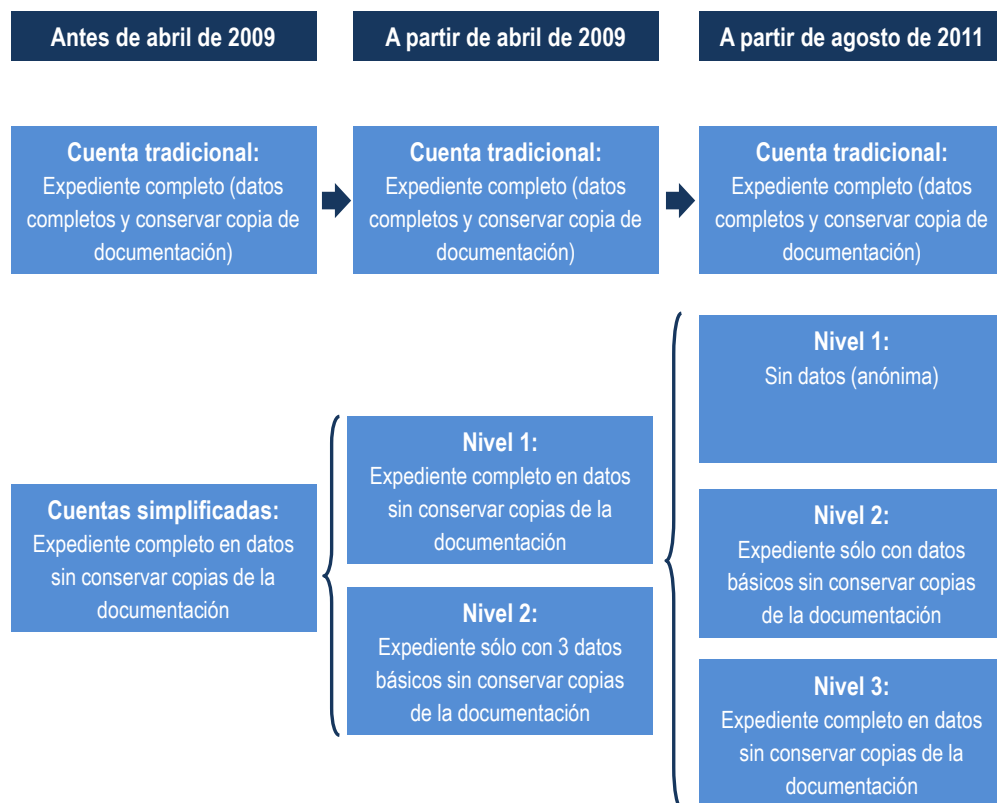 Antes de abril de 2009
A partir de abril de 2009
A partir de agosto de 2011
Cuenta tradicional:
Expediente completo (datos
completos y conservar copia de
documentación)
Cuenta tradicional:
Expediente completo (datos
completos y conservar copia de
documentación)
Cuenta tradicional:
Expediente completo (datos
completos y conservar copia de
documentación)
Cuentas simplificadas:
Expediente completo en datos
sin conservar copias de la
documentación
Nivel 1:
Expediente completo en datos
sin conservar copias de la
documentación
Nivel 2:
Expediente sólo con 3 datos
básicos sin conservar copias
de la documentación
Nivel 1:
Sin datos (anónima)
Nivel 2:
Expediente sólo con datos
básicos sin conservar copias
de la documentación
Nivel 3:
Expediente completo en datos
sin conservar copias de la
documentación